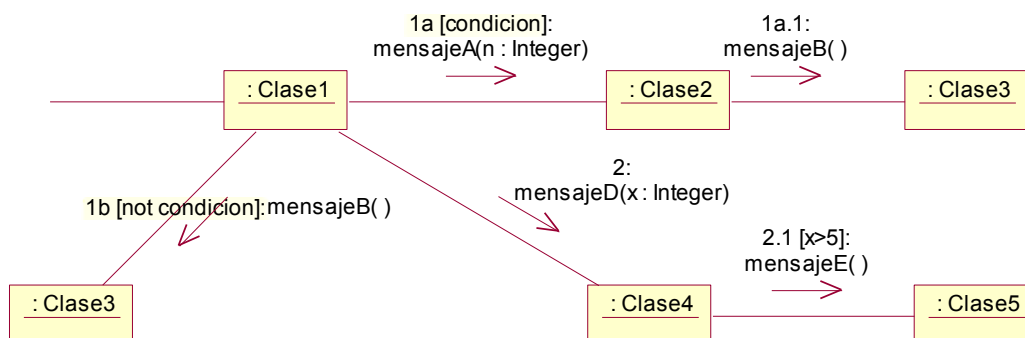 1a [condicion]:
mensajeA(n : Integer)
1a.1:
mensajeB( )
: Clase1
: Clase2
: Clase3
1b [not condicion]:mensajeB( )
2:
mensajeD(x : Integer)
2.1 [x>5]:
mensajeE( )
: Clase3
: Clase4
: Clase5